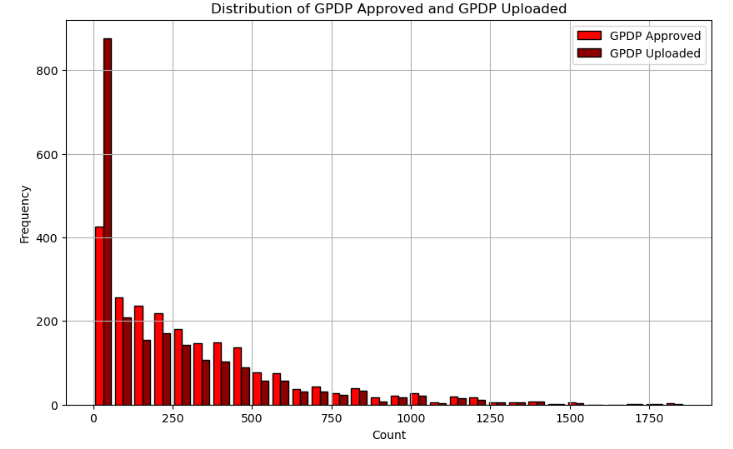 Distribution of GPDP Approved and GPDP Uploaded
GPDP Approved
GPDP Uploaded
800
600
400
200
0
Frequency
0 250 500 750 1000 1250 1500 1750
Count